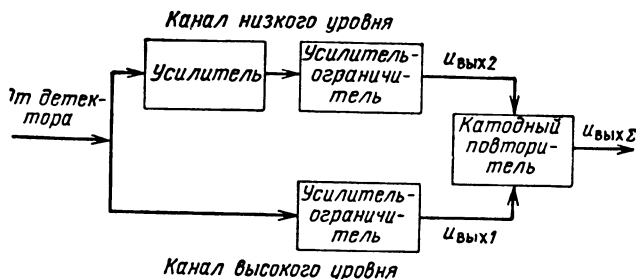 Канал низкого уровня
Усилитель
Усилитель-
ограничи-
тель
uвых2
От детек-
тора
Катодный
повтори-
тель
uвыхΣ
Усилитель-
ограничи-
тель
uвых1
Канал высокого уровня